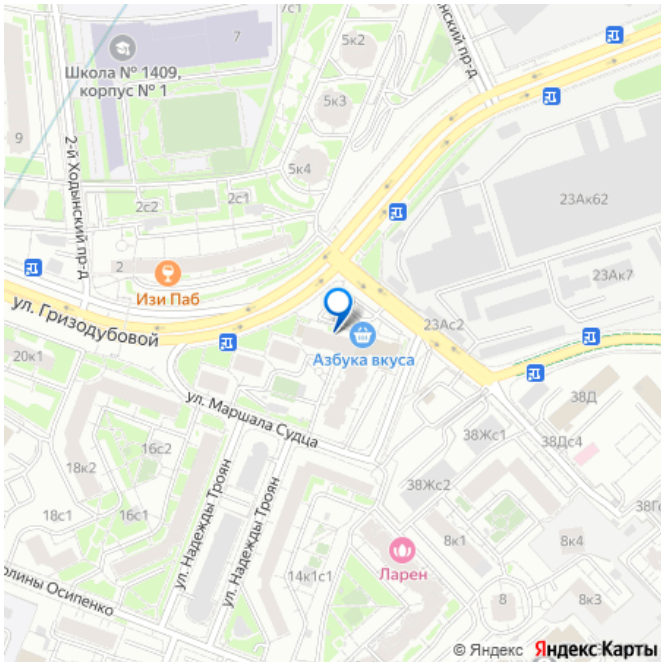 7с1
7
5к2
Школа № 1409,
корпус № 1
5к3
9
2-й Ходынский пр-д
5к4
23Ак62
2с2
2с1
2
23Ак7
Изи Паб
ул. Гризодубовой
23Ас2
Азбука вкуса
20к1
38Д
ул. Маршала Судца
38Жс1
38Дс4
16с2
18к2
38Жс2
18с1
16с1
ул. Надежды Троян
ул. Надежды Троян
8к1
8к4
Ларен
14к1с1
Осипенко
8
8к3
© Яндекс Яндекс Карты